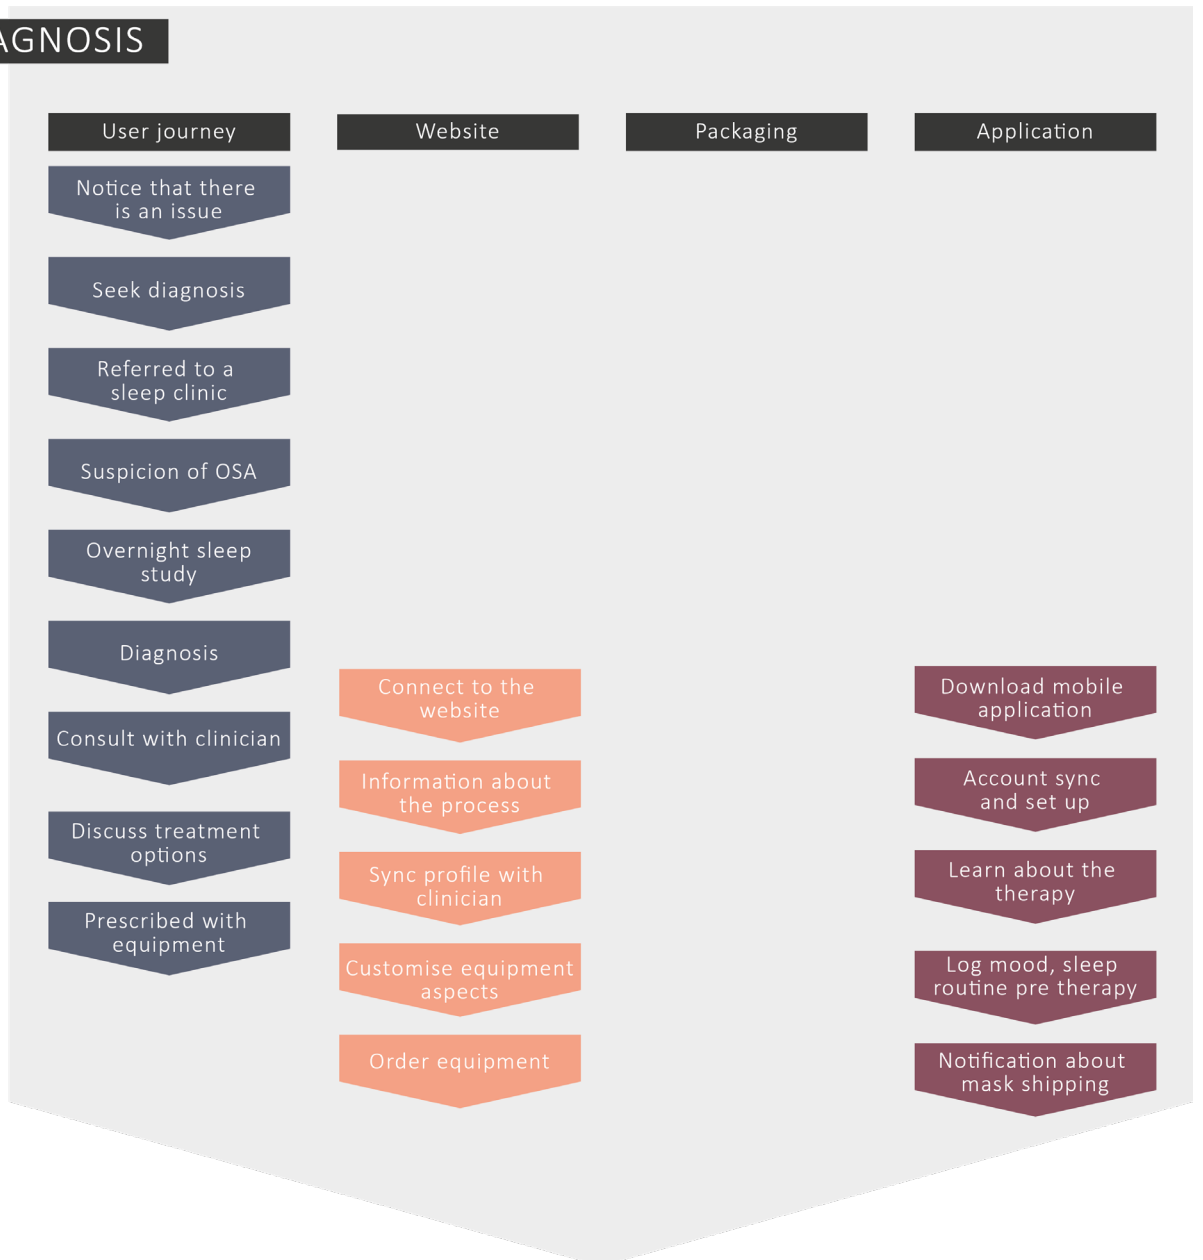 AGNOSIS
User journey
Website
Packaging
Application
Notice that there
is an issue
Seek diagnosis
Referred to a
sleep clinic
Suspicion of OSA
Overnight sleep
study
Diagnosis
Consult with clinician
Discuss treatment
options
Prescribed with
equipment
Connect to the
website
Information about
the process
Sync profile with
clinician
Customise equipment
aspects
Order equipment
Download mobile
application
Account sync
and set up
Learn about the
therapy
Log mood, sleep
routine pre therapy
Notification about
mask shipping